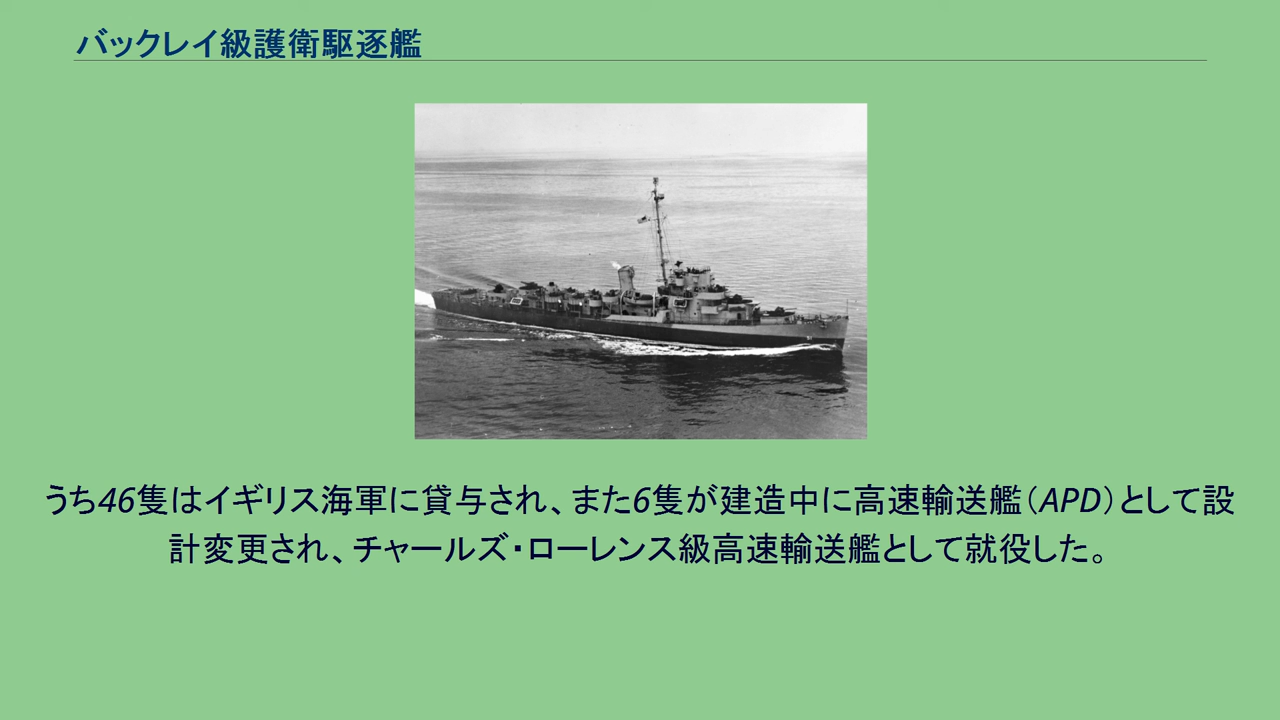 バックレイ級護衛駆逐艦
うち46隻はイギリス海軍に貸与され、また6隻が建造中に高速輸送艦（APD）として設
計変更され、チャールズ・ローレンス級高速輸送艦として就役した。